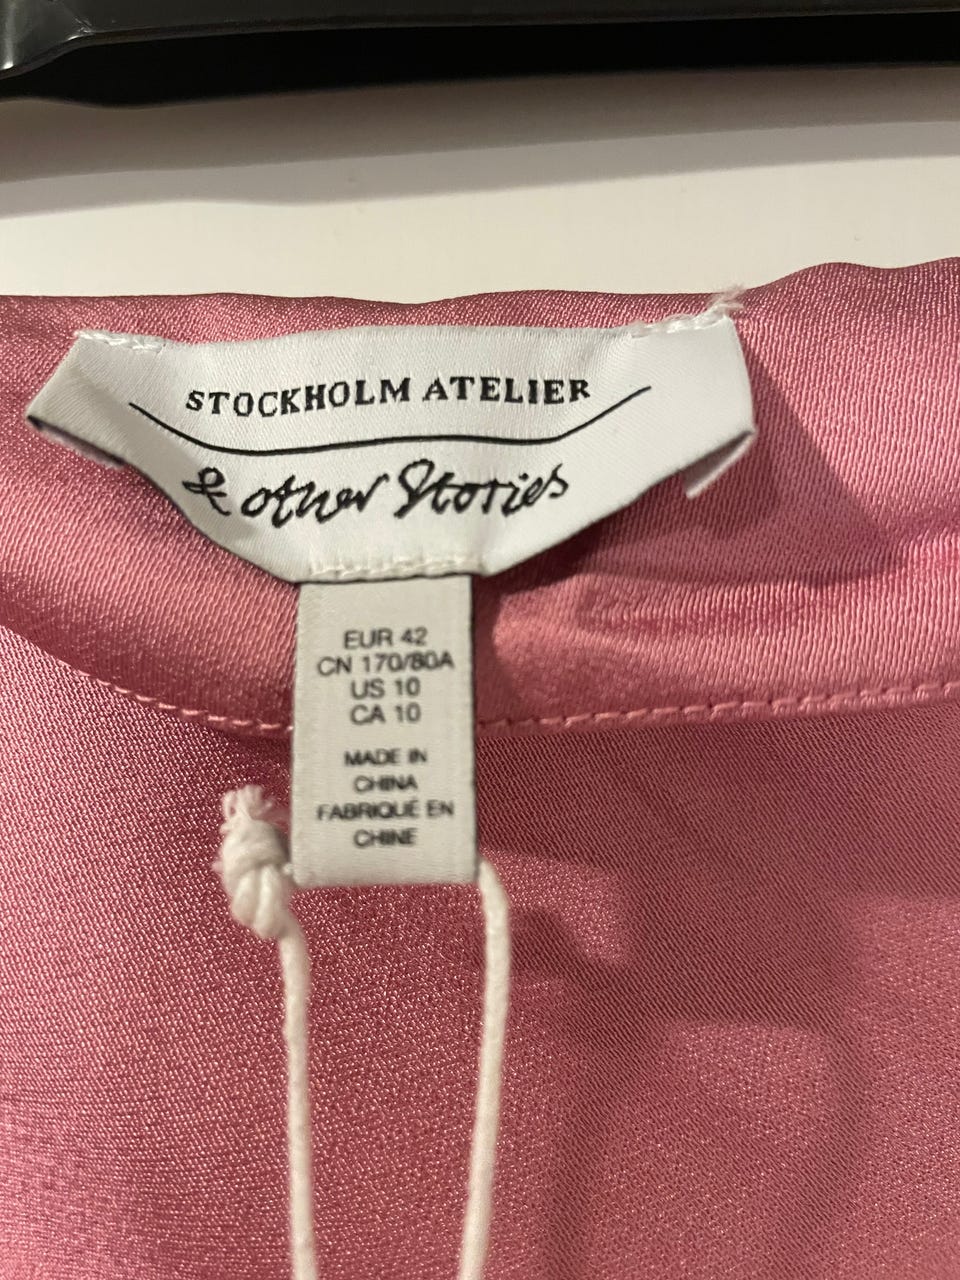 STOCKHOLM ATELIER
& other Stories
EUR 42
CN 170/80A
US 10
CA 10
MADE IN
CHINA
FABRIQUÉ EN
CHINE